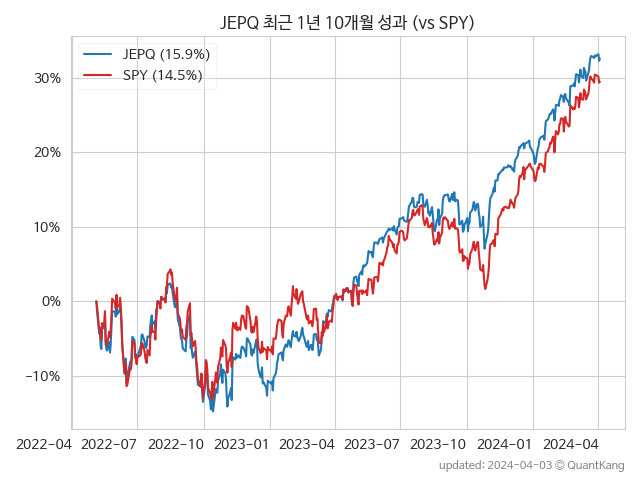 JEPQ 최근 1년 10개월 성과 (vs SPY)
JEPQ (15.9%)
SPY (14.5%)
30%
20%
10%
0%
−10%
2022−04 2022−07 2022−10 2023−01 2023−04 2023−07 2023−10 2024−01 2024−04
updated: 2024-04-03 © QuantKang